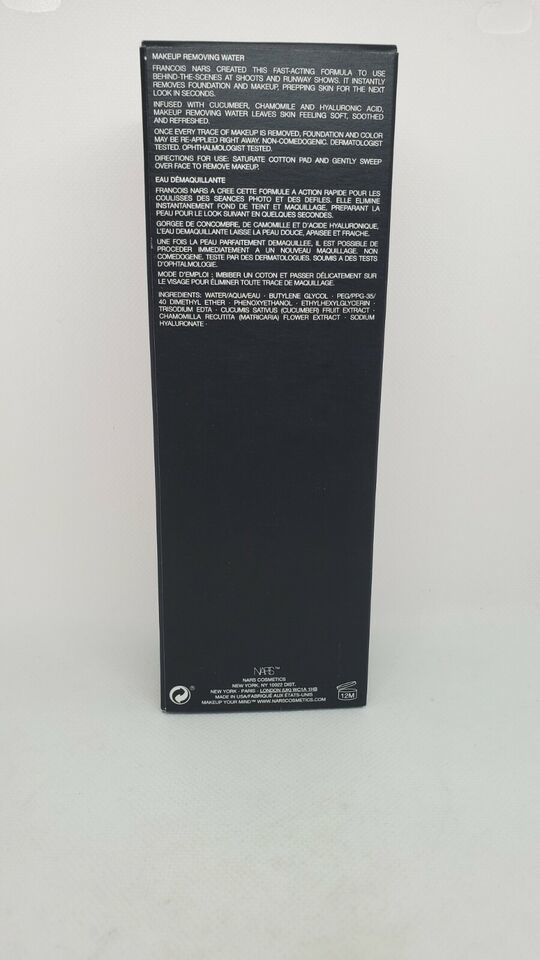 MAKEUP REMOVING WATER
FRANCOIS NARS CREATED THIS FAST-ACTING FORMULA TO USE
BEHIND-THE-SCENES AT SHOOTS AND RUNWAY SHOWS. IT INSTANTLY
REMOVES FOUNDATION AND MAKEUP, PREPPING SKIN FOR THE NEXT
LOOK IN SECONDS.
INFUSED WITH CUCUMBER, CHAMOMILE AND HYALURONIC ACID,
MAKEUP REMOVING WATER LEAVES SKIN FEELING SOFT, SOOTHED
AND REFRESHED.
ONCE EVERY TRACE OF MAKEUP IS REMOVED, FOUNDATION AND COLOR
MAY BE RE-APPLIED RIGHT AWAY. NON-COMEDOGENIC. DERMATOLOGIST
TESTED. OPHTHALMOLOGIST TESTED.
DIRECTIONS FOR USE: SATURATE COTTON PAD AND GENTLY SWEEP
OVER FACE TO REMOVE MAKEUP.
EAU DÉMAQUILLANTE
FRANCOIS NARS A CREE CETTE FORMULE A ACTION RAPIDE POUR LES
COULISSES DES SEANCES PHOTO ET DES DEFILES. ELLE ELIMINE
INSTANTANEMENT FOND DE TEINT ET MAQUILLAGE, PREPARANT LA
PEAU POUR LE LOOK SUIVANT EN QUELQUES SECONDES.
GORGEE DE CONCOMBRE, DE CAMOMILLE ET D'ACIDE HYALURONIQUE,
L'EAU DEMAQUILLANTE LAISSE LA PEAU DOUCE, APAISEE ET FRAICHE.
UNE FOIS LA PEAU PARFAITEMENT DEMAQUILLEE, IL EST POSSIBLE DE
PROCEDER IMMEDIATEMENT A UN NOUVEAU MAQUILLAGE. NON
COMEDOGENE. TESTE PAR DES DERMATOLOGUES. SOUMIS A DES TESTS
D'OPHTALMOLOGIE.
MODE D'EMPLOI : IMBIBER UN COTON ET PASSER DÉLICATEMENT SUR
LE VISAGE POUR ÉLIMINER TOUTE TRACE DE MAQUILLAGE.
INGREDIENTS: WATER/AQUA/EAU · BUTYLENE GLYCOL · PEG/PPG-35/
40 DIMETHYL ETHER · PHENOXYETHANOL · ETHYLHEXYLGLYCERIN ·
TRISODIUM EDTA · CUCUMIS SATIVUS (CUCUMBER) FRUIT EXTRACT ·
CHAMOMILLA RECUTITA (MATRICARIA) FLOWER EXTRACT · SODIUM
HYALURONATE ·
NARS™
NARS COSMETICS
NEW YORK, NY 10022 DIST.
NEW YORK - PARIS - LONDON (UK) WC1A 1HB
MADE IN USA/FABRIQUÉ AUX ÉTATS-UNIS
MAKEUP YOUR MIND™ WWW.NARSCOSMETICS.COM
12M